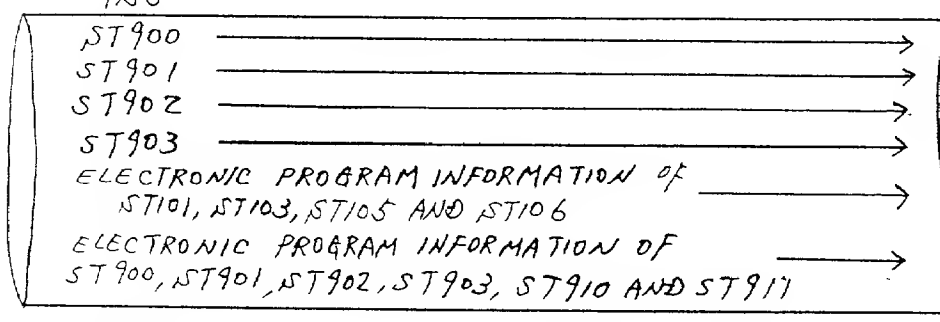 ST900
ST901
ST902
ST903
ELECTRONIC PROGRAM INFORMATION OF
ST101, ST103, ST105 AND ST106
ELECTRONIC PROGRAM INFORMATION OF
ST900, ST901, ST902, ST903, ST910 AND ST911